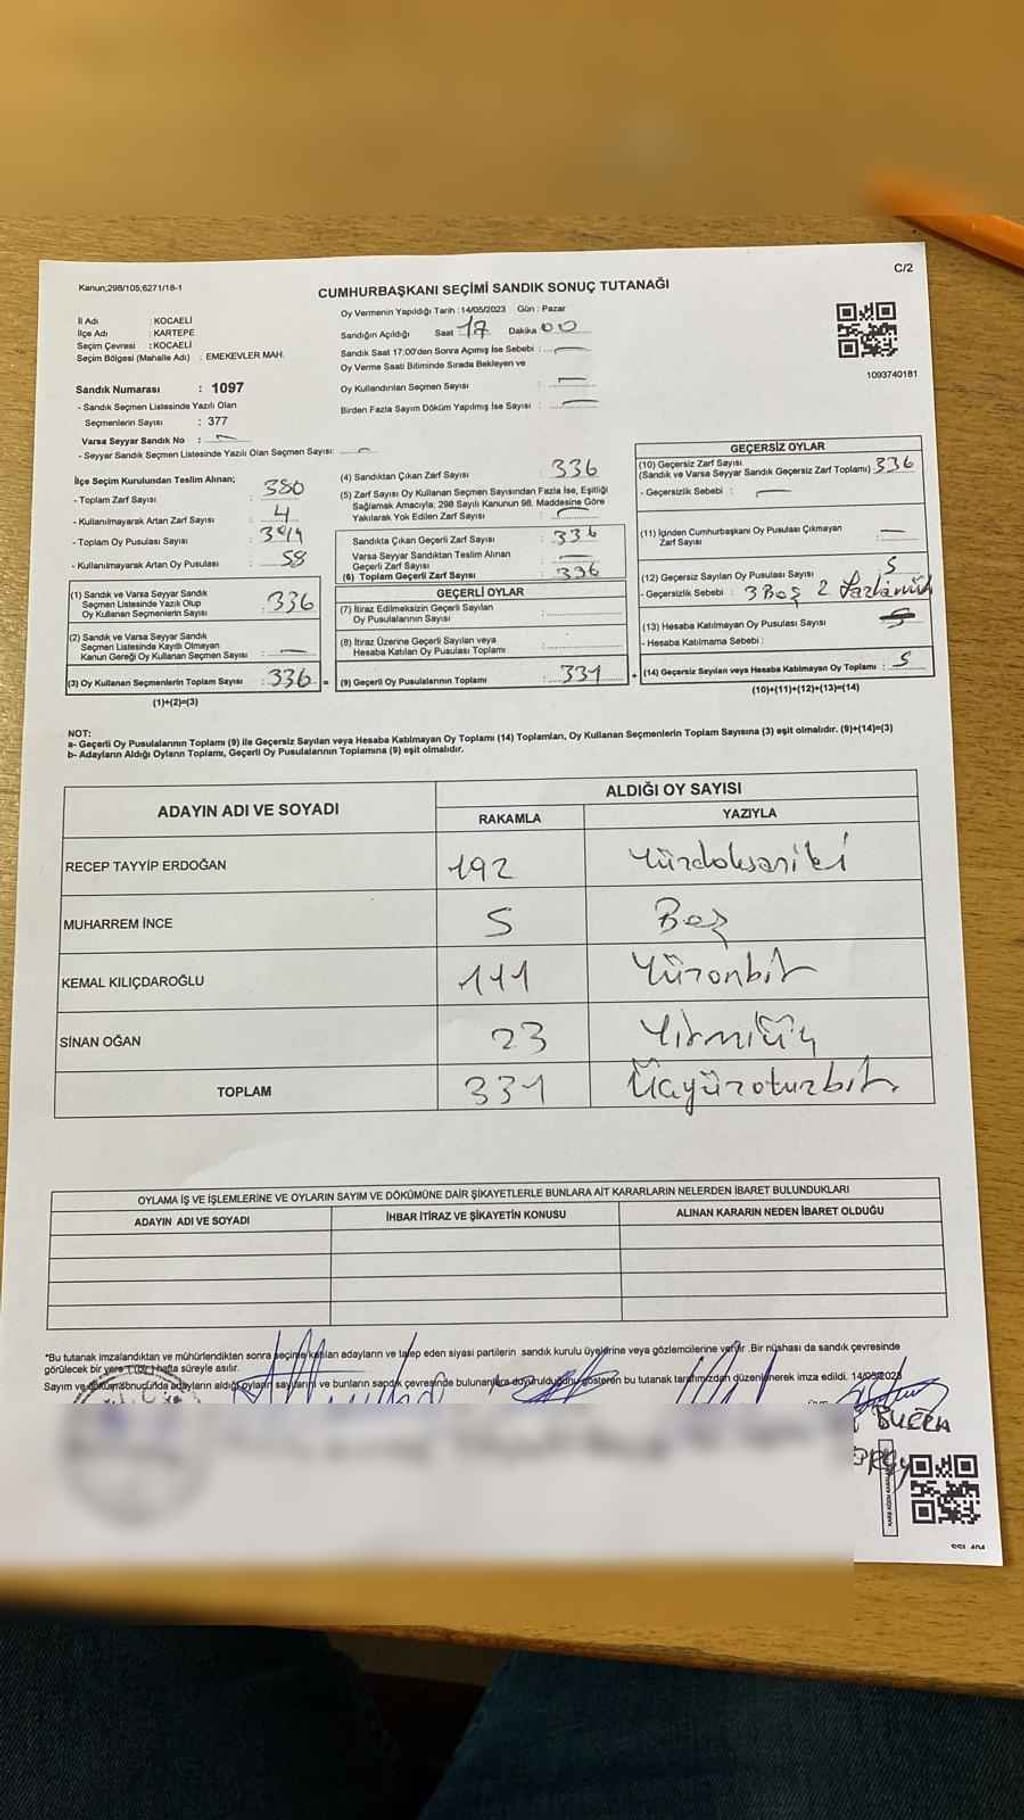 Kanun;298/105,6271/18-1
C/2
CUMHURBAŞKANI SEÇİMİ SANDIK SONUÇ TUTANAĞI
İl Adı : KOCAELİ
İlçe Adı : KARTEPE
Seçim Çevresi : KOCAELİ
Seçim Bölgesi (Mahalle Adı) : EMEKEVLER MAH.
Sandık Numarası : 1097
- Sandık Seçmen Listesinde Yazılı Olan
Seçmenlerin Sayısı : 377
Varsa Seyyar Sandık No : —
- Seyyar Sandık Seçmen Listesinde Yazılı Olan Seçmen Sayısı: —
Oy Vermenin Yapıldığı Tarih : 14/05/2023 Gün : Pazar
Sandığın Açıldığı Saat 17 Dakika 00
Sandık Saat 17:00'den Sonra Açmış İse Sebebi : —
Oy Verme Saati Bitiminde Sırada Bekleyen ve
Oy Kullandırılan Seçmen Sayısı : —
Birden Fazla Sayım Döküm Yapılmış İse Sayısı : —
1093740181
İlçe Seçim Kurulundan Teslim Alınan;
- Toplam Zarf Sayısı : 380
- Kullanılmayarak Artan Zarf Sayısı : 4
- Toplam Oy Pusulası Sayısı :
- Kullanılmayarak Artan Oy Pusulası : 58
(1) Sandık ve Varsa Seyyar Sandık
Seçmen Listesinde Yazılı Olup
Oy Kullanan Seçmenlerin Sayısı : 336
(2) Sandık ve Varsa Seyyar Sandık
Seçmen Listesinde Kayıtlı Olmayan
Kanun Gereği Oy Kullanan Seçmen Sayısı : —
(3) Oy Kullanan Seçmenlerin Toplam Sayısı : 336 =
(1)+(2)=(3)
(4) Sandıktan Çıkan Zarf Sayısı : 336
(5) Zarf Sayısı Oy Kullanan Seçmen Sayısından Fazla İse, Eşitliği
Sağlamak Amacıyla; 298 Sayılı Kanunun 98. Maddesine Göre
Yakılarak Yok Edilen Zarf Sayısı : —
Sandıkta Çıkan Geçerli Zarf Sayısı : 336
Varsa Seyyar Sandıktan Teslim Alınan
Geçerli Zarf Sayısı : —
(6) Toplam Geçerli Zarf Sayısı : 336
GEÇERLİ OYLAR
(7) İtiraz Edilmeksizin Geçerli Sayılan
Oy Pusulalarının Sayısı :
(8) İtiraz Üzerine Geçerli Sayılan veya
Hesaba Katılan Oy Pusulası Toplamı :
(9) Geçerli Oy Pusulalarının Toplamı : 331 +
GEÇERSİZ OYLAR
(10) Geçersiz Zarf Sayısı
(Sandık ve Varsa Seyyar Sandık Geçersiz Zarf Toplamı) 336
- Geçersizlik Sebebi : —
(11) İçinden Cumhurbaşkanı Oy Pusulası Çıkmayan
Zarf Sayısı : —
(12) Geçersiz Sayılan Oy Pusulası Sayısı : 5
- Geçersizlik Sebebi : 3 Boş 2
(13) Hesaba Katılmayan Oy Pusulası Sayısı :
- Hesaba Katılmama Sebebi :
(14) Geçersiz Sayılan veya Hesaba Katılmayan Oy Toplamı : 5
(10)+(11)+(12)+(13)=(14)
NOT:
a- Geçerli Oy Pusulalarının Toplamı (9) ile Geçersiz Sayılan veya Hesaba Katılmayan Oy Toplamı (14) Toplamları, Oy Kullanan Seçmenlerin Toplam Sayısına (3) eşit olmalıdır. (9)+(14)=(3)
b- Adayların Aldığı Oyların Toplamı, Geçerli Oy Pusulalarının Toplamına (9) eşit olmalıdır.
ADAYIN ADI VE SOYADI
ALDIĞI OY SAYISI
RAKAMLA YAZIYLA
RECEP TAYYİP ERDOĞAN 192 Yüzdoksaniki
MUHARREM İNCE 5 Beş
KEMAL KILIÇDAROĞLU 111 Yüzonbir
SİNAN OĞAN 23 Yirmiüç
TOPLAM 331 Üçyüzotuzbir
OYLAMA İŞ VE İŞLEMLERİNE VE OYLARIN SAYIM VE DÖKÜMÜNE DAİR ŞİKAYETLERLE BUNLARA AİT KARARLARIN NELERDEN İBARET BULUNDUKLARI
ADAYIN ADI VE SOYADI İHBAR İTİRAZ VE ŞİKAYETİN KONUSU ALINAN KARARIN NEDEN İBARET OLDUĞU
*Bu tutanak imzalandıktan ve mühürlendikten sonra seçime katılan adayların ve talep eden siyasi partilerin sandık kurulu üyelerine veya gözlemcilerine verilir .Bir nüshası da sandık çevresinde
görülecek bir yere 1 (bir) hafta süreyle asılır.
Sayım ve döküm sonucunda adayların aldığı oyların sayılarını ve bunların sandık çevresinde bulunanlara duyurulduğunu gösteren bu tutanak tarafımızdan düzenlenerek imza edildi. 14/05/2023
BUĞRA